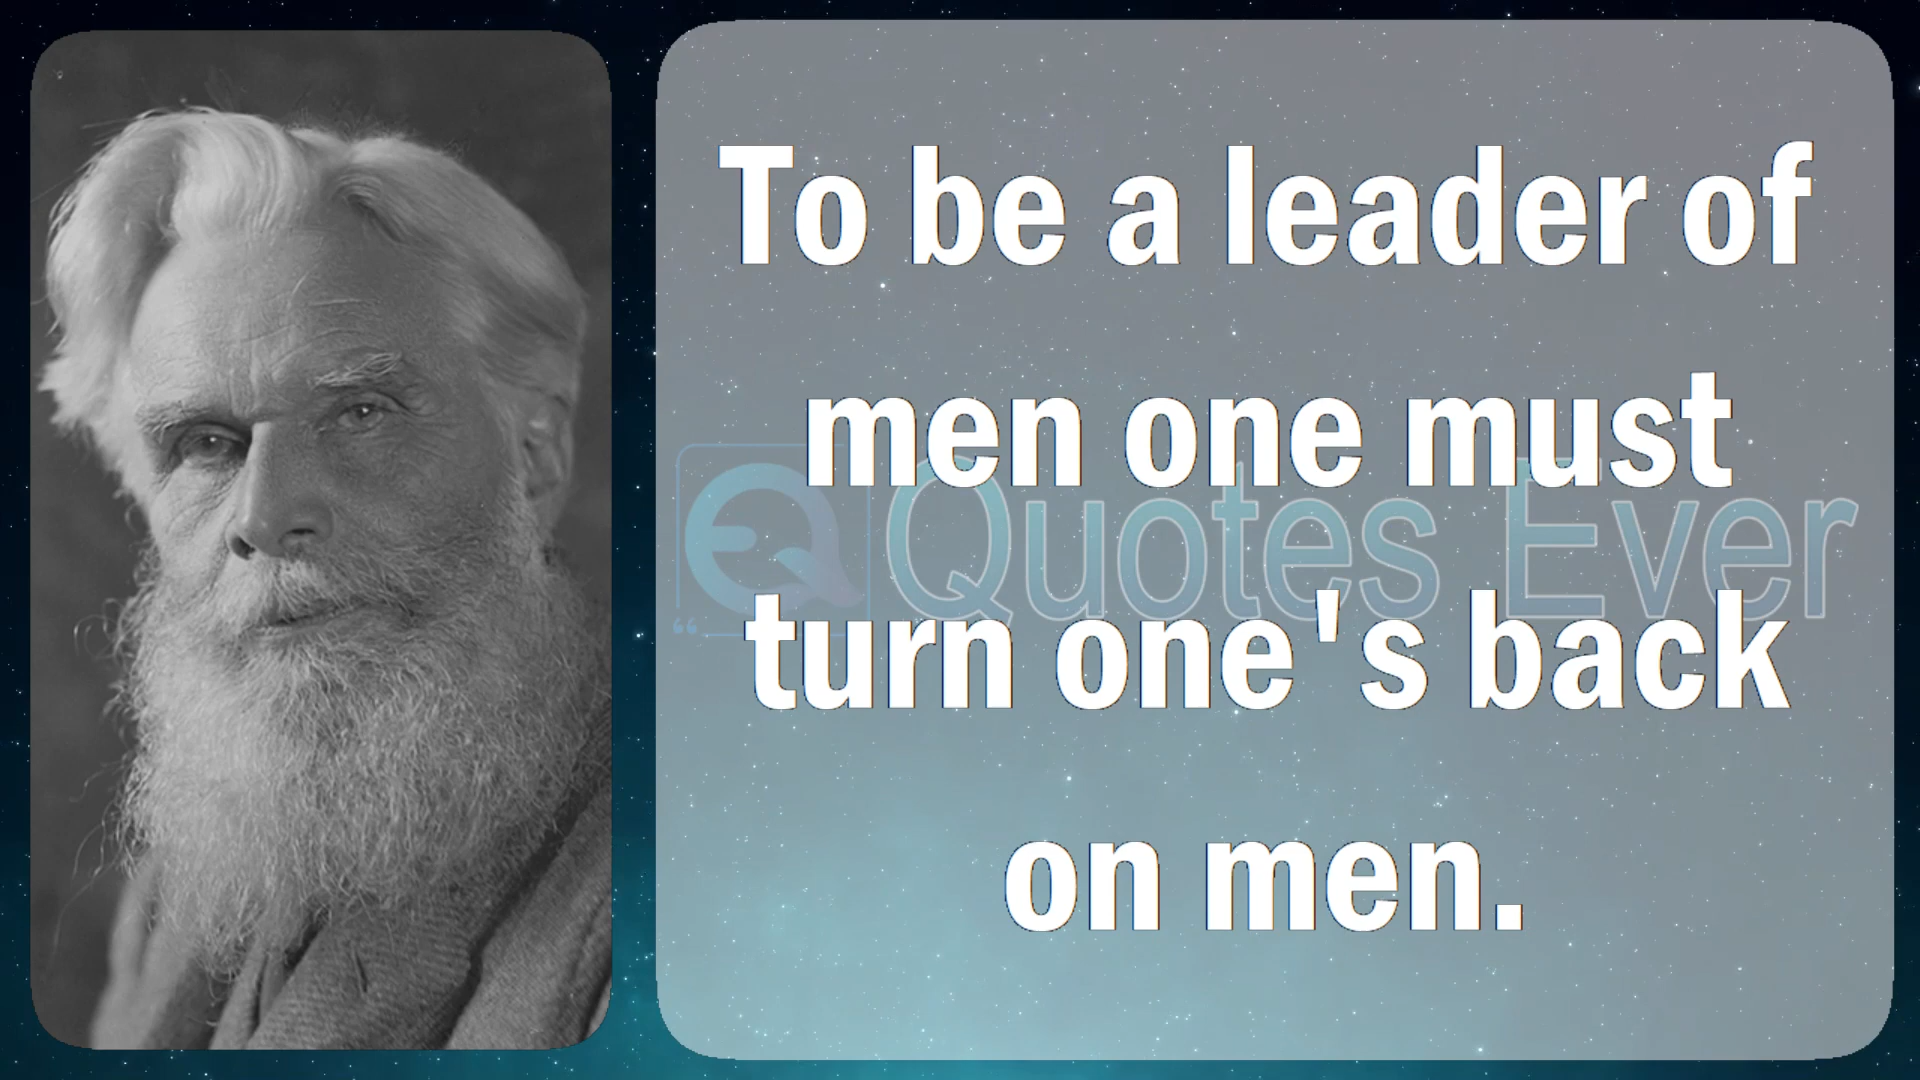 To be a leader of
men one must
Quotes Ever
turn one's back
on men.